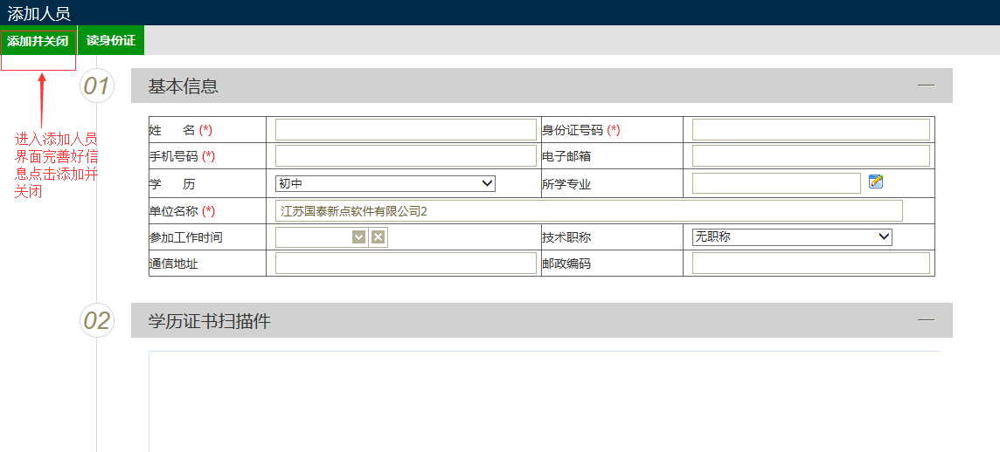 添加人员
添加并关闭 读身份证
进入添加人员
界面完善好信
息点击添加并
关闭
01 基本信息
姓 名 (*) 身份证号码 (*)
手机号码 (*) 电子邮箱
学 历 初中 所学专业
单位名称 (*) 江苏国泰新点软件有限公司2
参加工作时间 技术职称 无职称
通信地址 邮政编码
02 学历证书扫描件